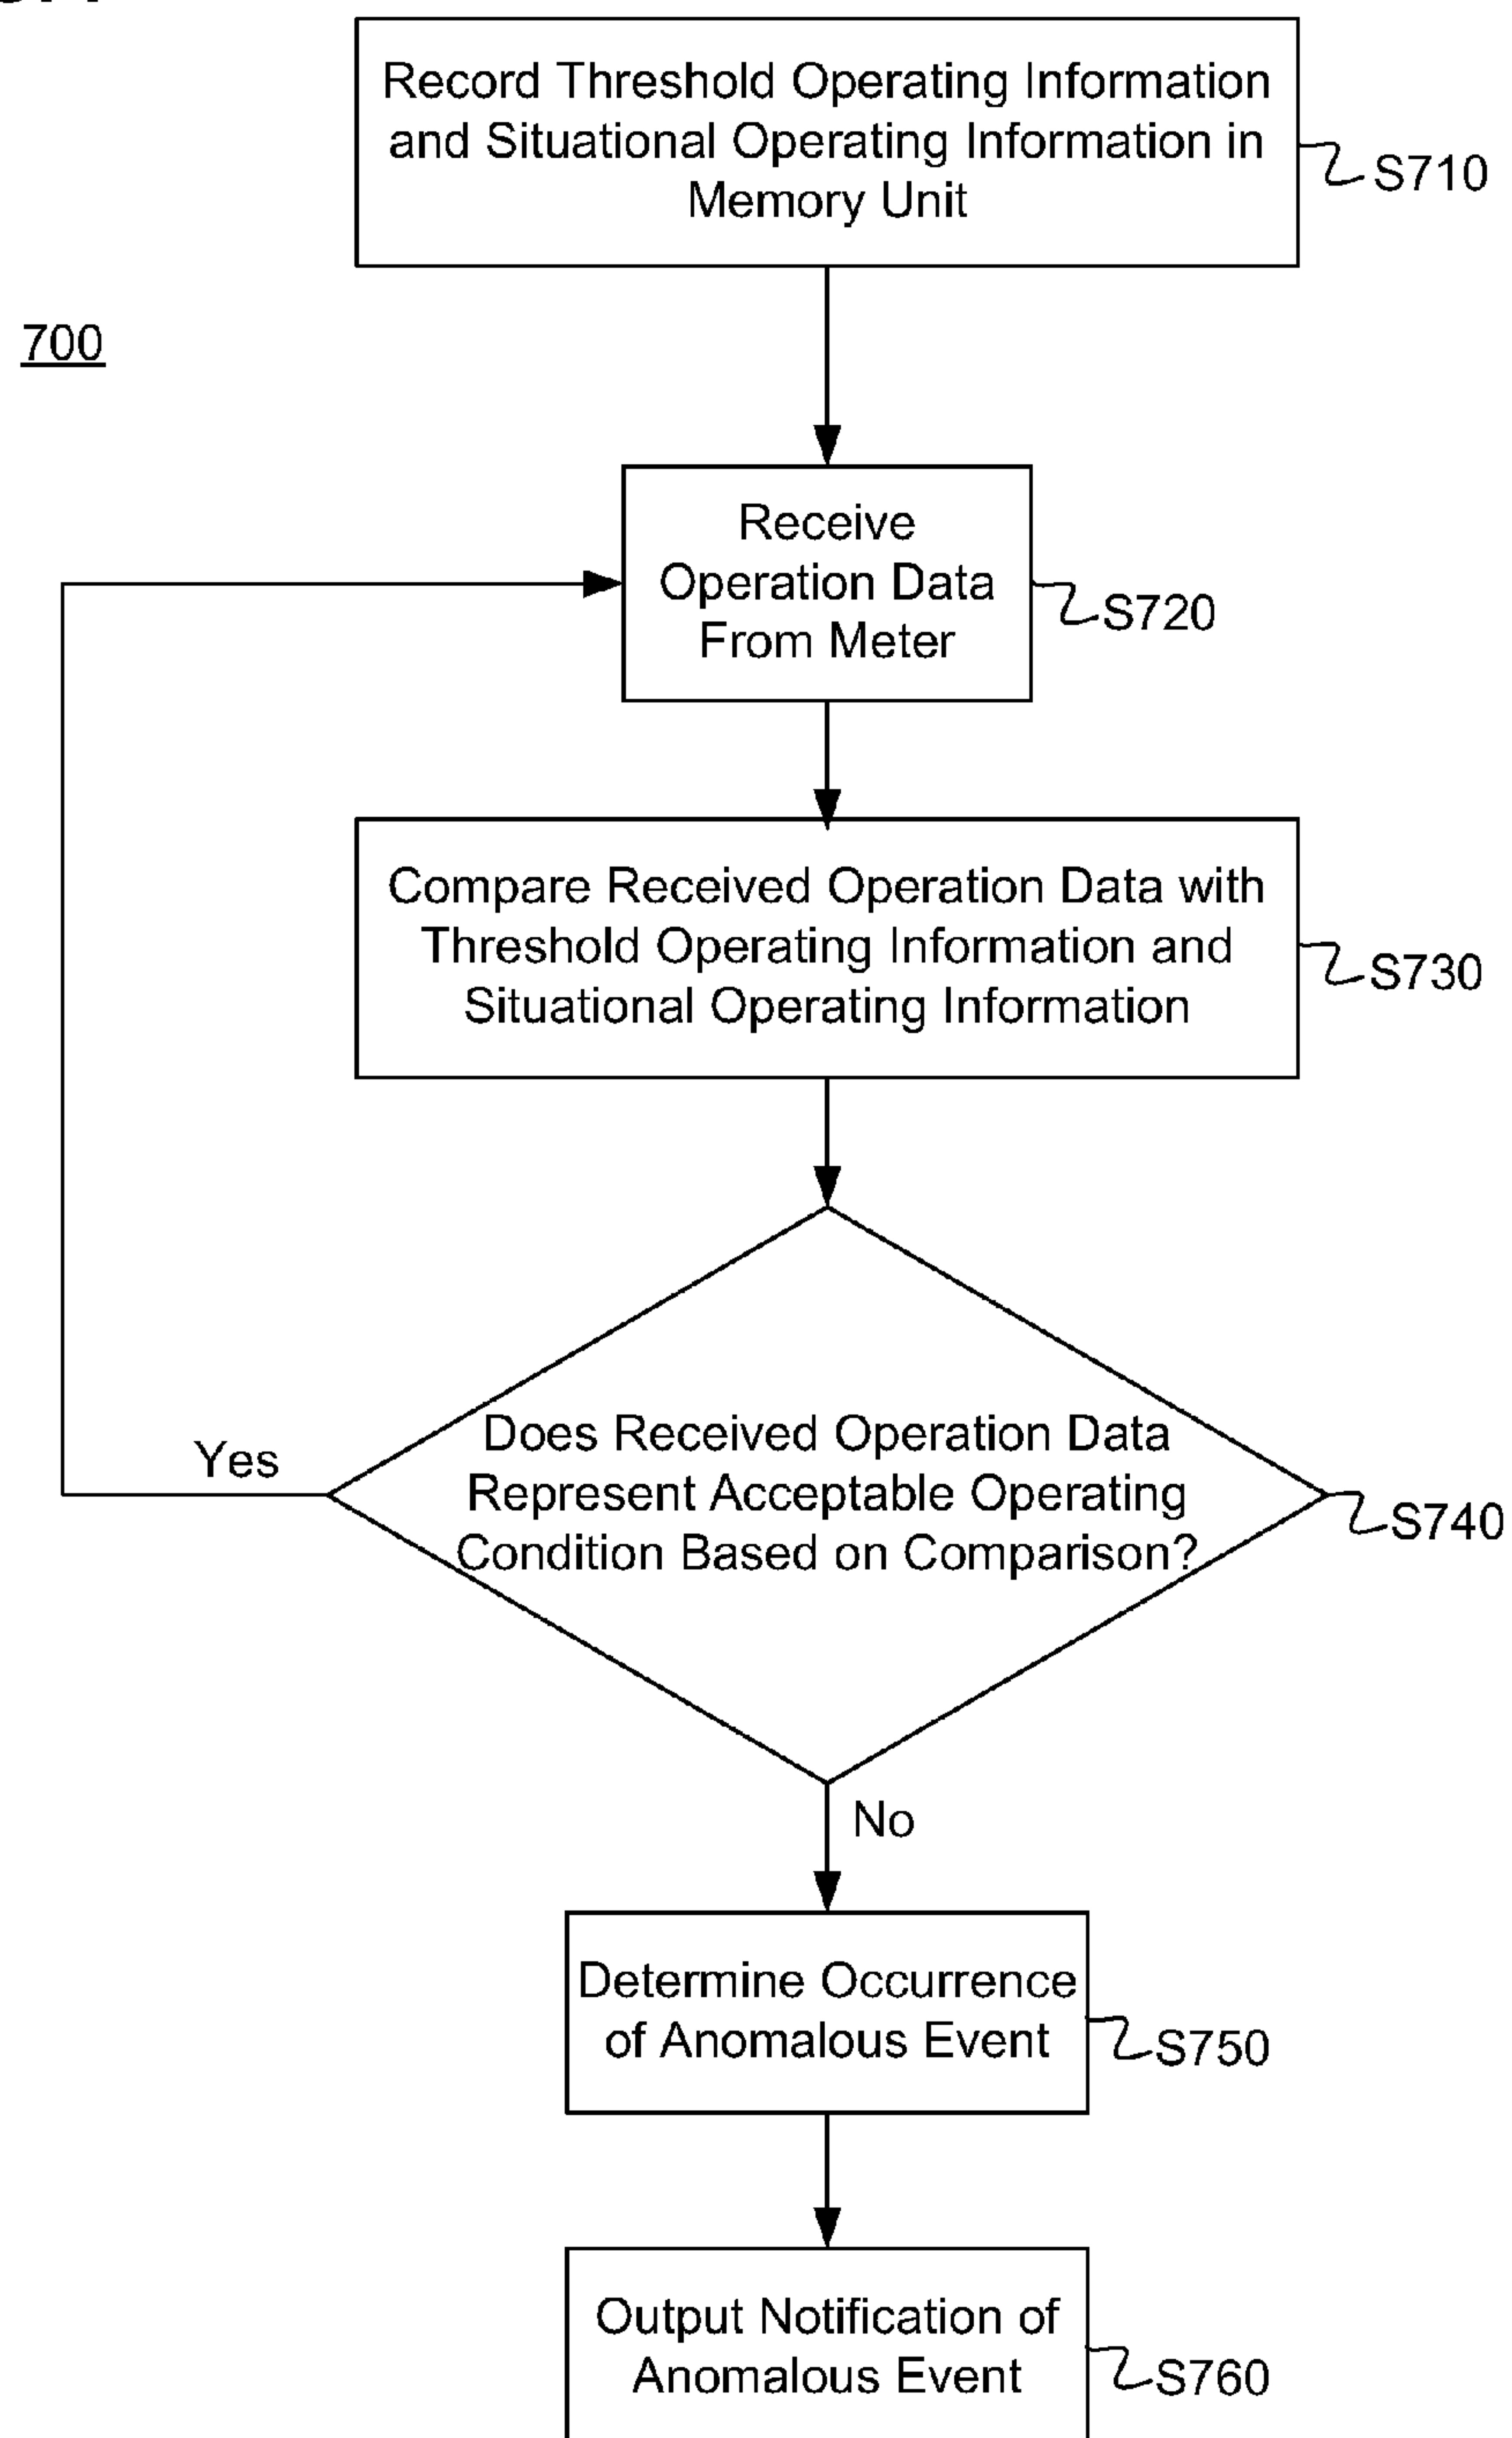 Record Threshold Operating Information
and Situational Operating Information in
Memory Unit
S710
700
Receive
Operation Data
From Meter
S720
Compare Received Operation Data with
Threshold Operating Information and
Situational Operating Information
S730
Does Received Operation Data
Represent Acceptable Operating
Condition Based on Comparison?
Yes
S740
No
Determine Occurrence
of Anomalous Event
S750
Output Notification of
Anomalous Event
S760